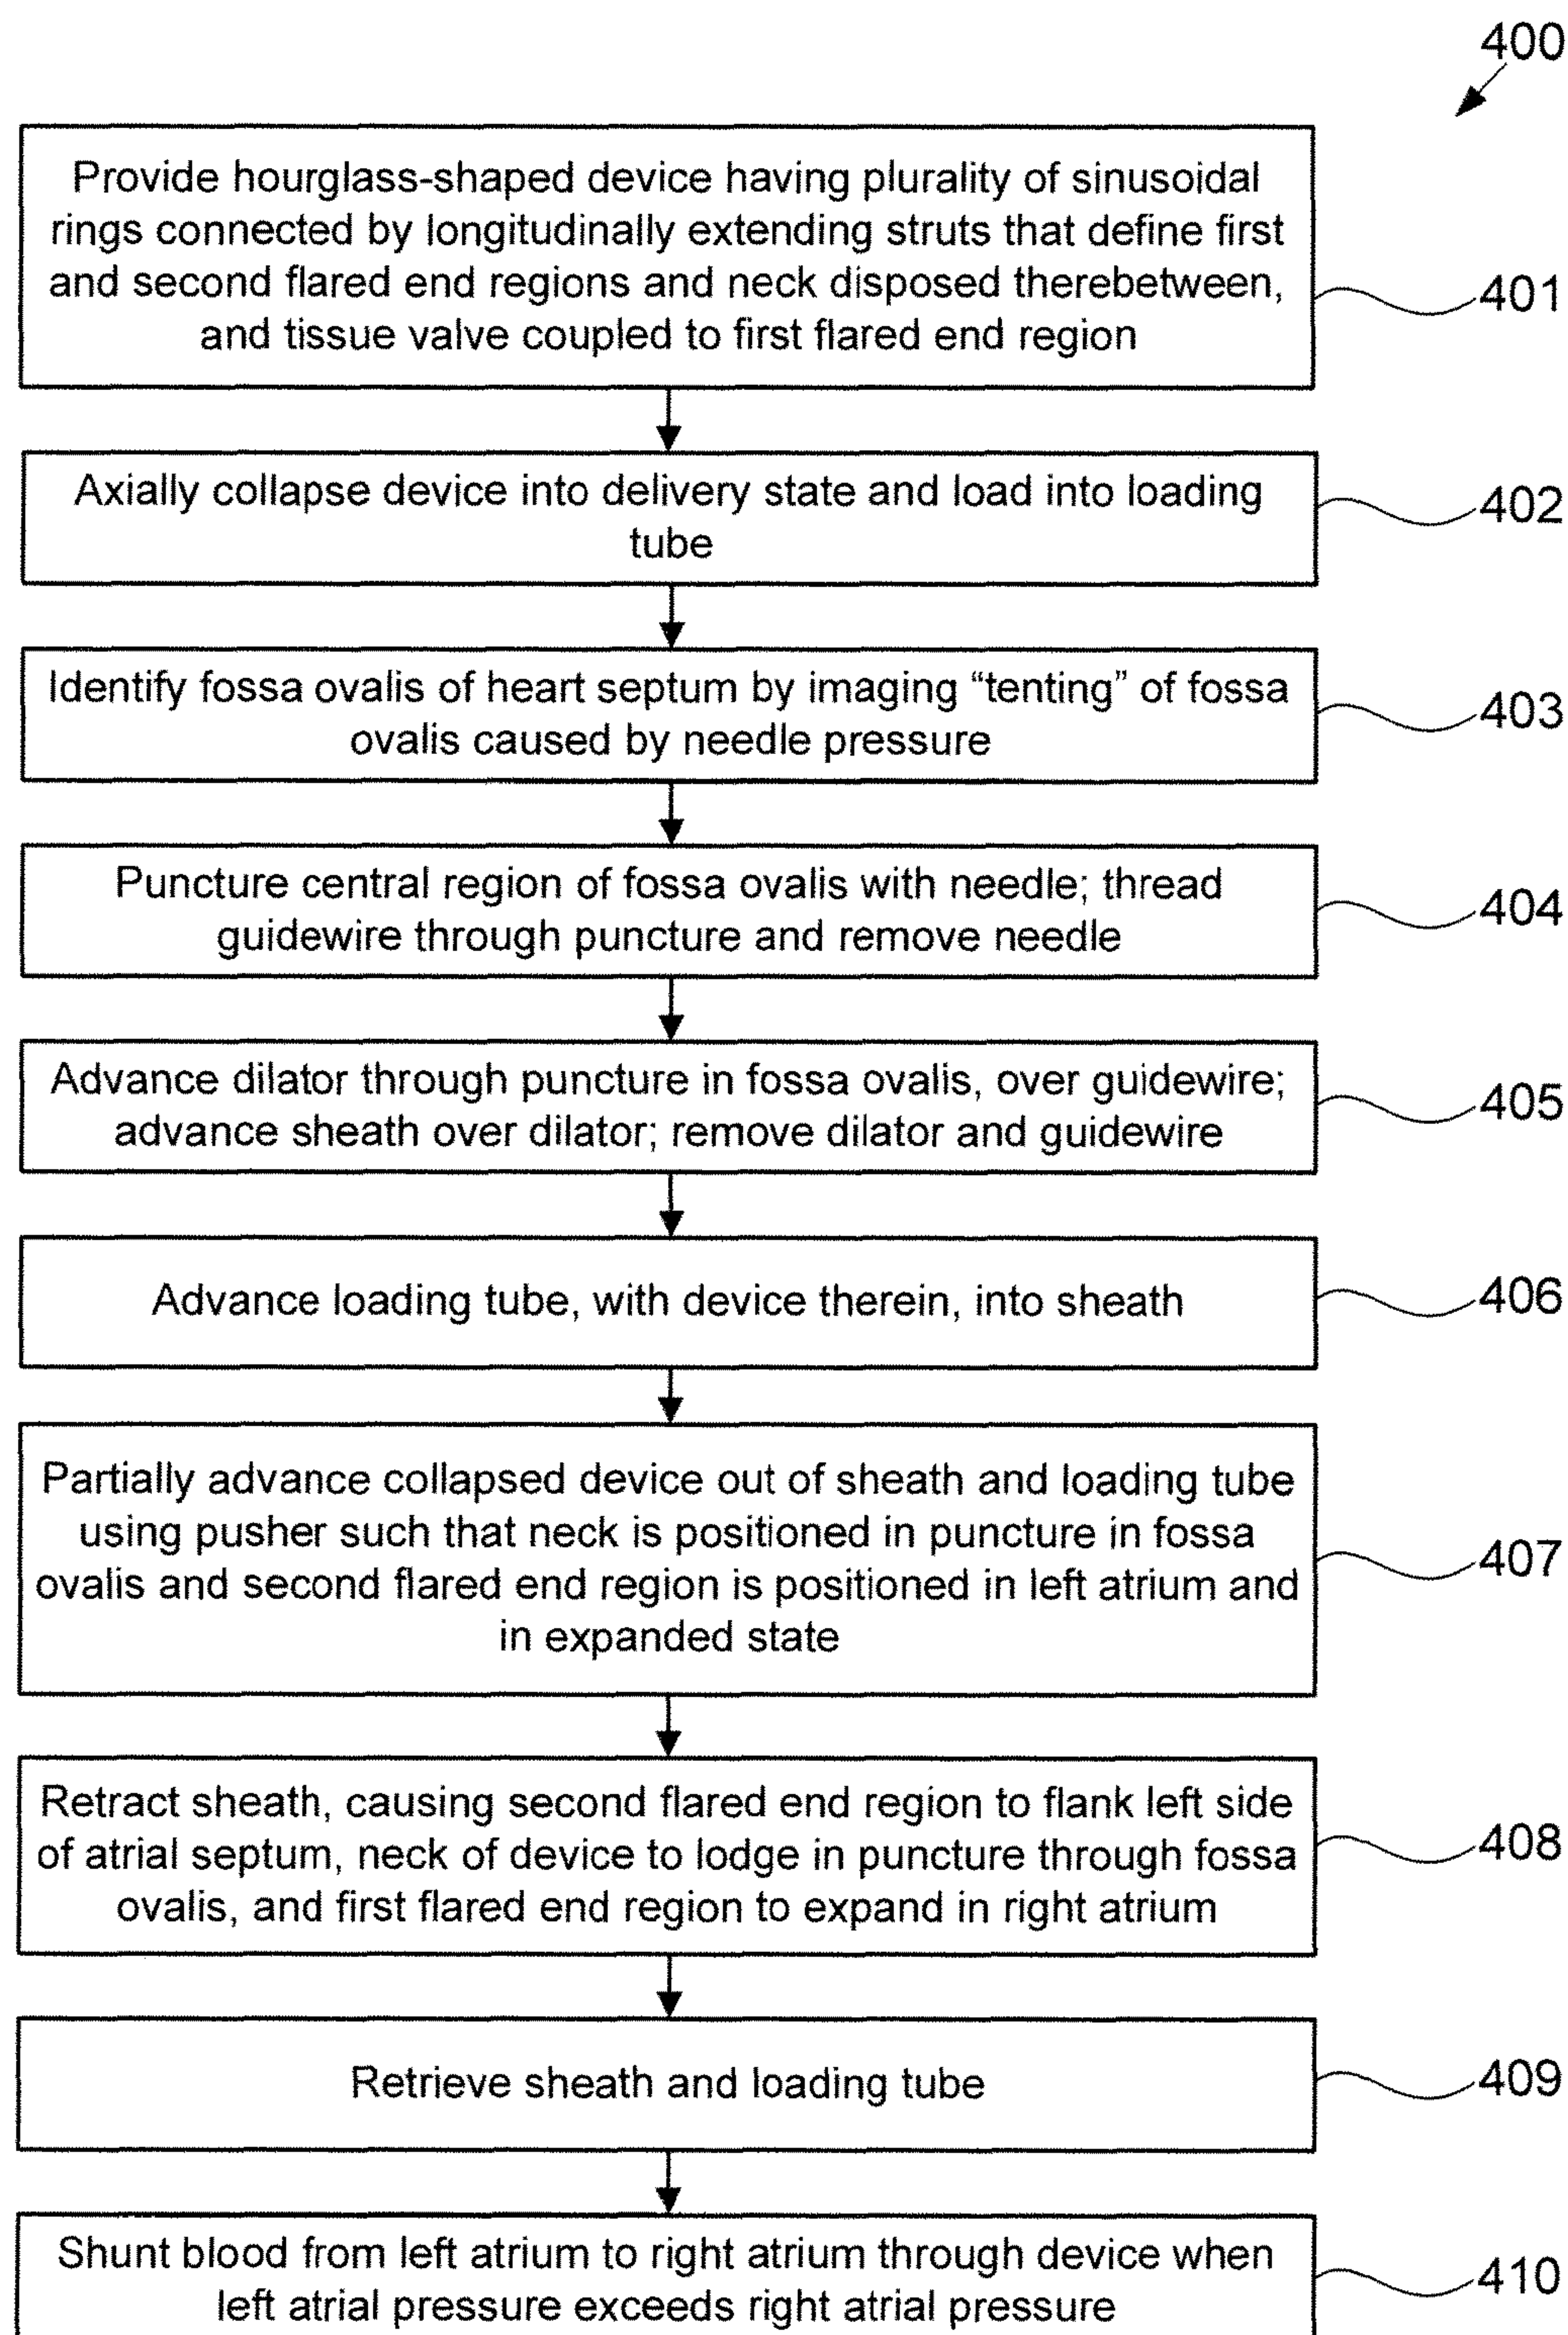 400
Provide hourglass-shaped device having plurality of sinusoidal
rings connected by longitudinally extending struts that define first
and second flared end regions and neck disposed therebetween,
and tissue valve coupled to first flared end region
401
Axially collapse device into delivery state and load into loading
tube
402
Identify fossa ovalis of heart septum by imaging “tenting” of fossa
ovalis caused by needle pressure
403
Puncture central region of fossa ovalis with needle; thread
guidewire through puncture and remove needle
404
Advance dilator through puncture in fossa ovalis, over guidewire;
advance sheath over dilator; remove dilator and guidewire
405
Advance loading tube, with device therein, into sheath
406
Partially advance collapsed device out of sheath and loading tube
using pusher such that neck is positioned in puncture in fossa
ovalis and second flared end region is positioned in left atrium and
in expanded state
407
Retract sheath, causing second flared end region to flank left side
of atrial septum, neck of device to lodge in puncture through fossa
ovalis, and first flared end region to expand in right atrium
408
Retrieve sheath and loading tube
409
Shunt blood from left atrium to right atrium through device when
left atrial pressure exceeds right atrial pressure
410